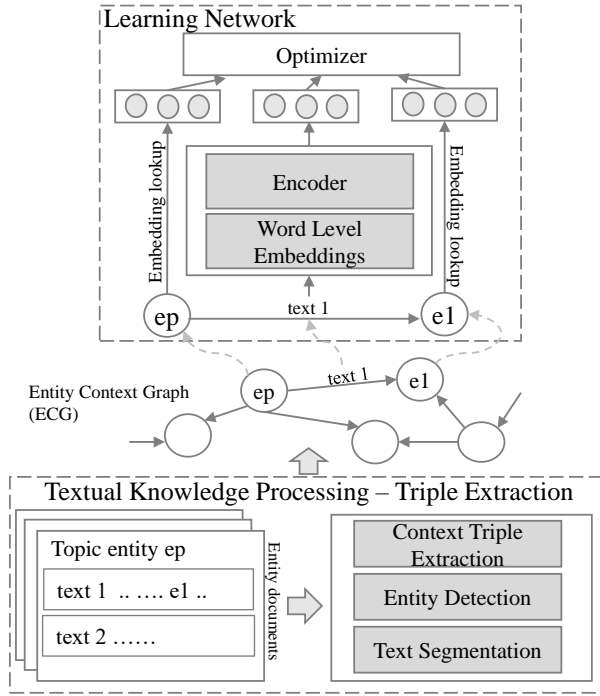 Learning Network
Optimizer
Embedding lookup
Encoder
Word Level
Embeddings
Embedding lookup
ep
text 1
e1
Entity Context Graph
(ECG)
ep
text 1
e1
Textual Knowledge Processing – Triple Extraction
Topic entity ep
text 1 .. …. e1 ..
text 2 ……
Entity documents
Context Triple
Extraction
Entity Detection
Text Segmentation